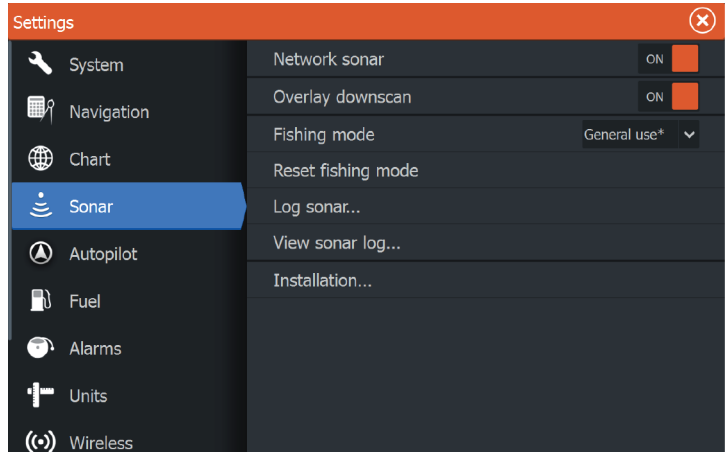 Settings
System
Navigation
Chart
Sonar
Autopilot
Fuel
Alarms
Units
Wireless
Network sonar ON
Overlay downscan ON
Fishing mode General use*
Reset fishing mode
Log sonar...
View sonar log...
Installation...